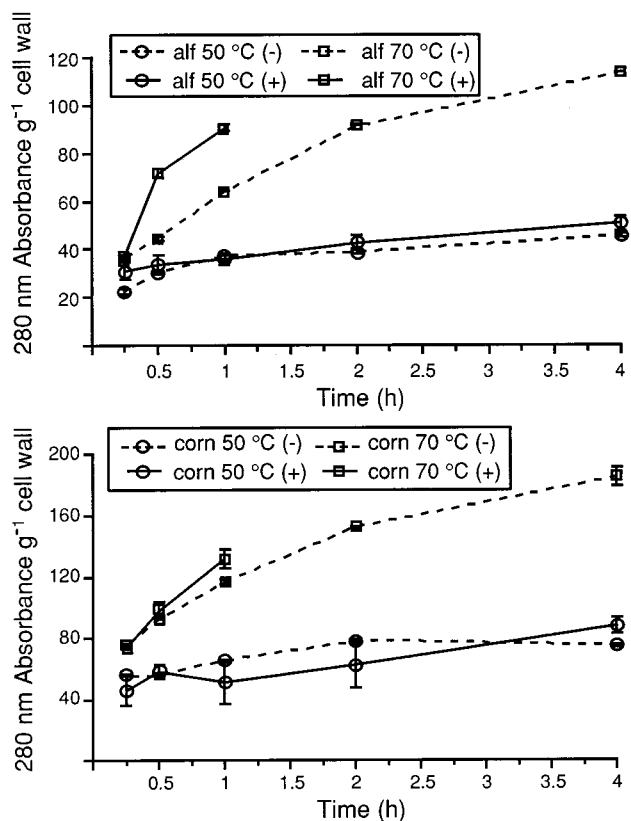 alf 50 °C (-) alf 70 °C (-)
alf 50 °C (+) alf 70 °C (+)
280 nm Absorbance g⁻¹ cell wall
120
100
80
60
40
20
0.5 1 1.5 2 2.5 3 3.5 4
Time (h)
corn 50 °C (-) corn 70 °C (-)
corn 50 °C (+) corn 70 °C (+)
280 nm Absorbance g⁻¹ cell wall
200
160
120
80
40
0.5 1 1.5 2 2.5 3 3.5 4
Time (h)